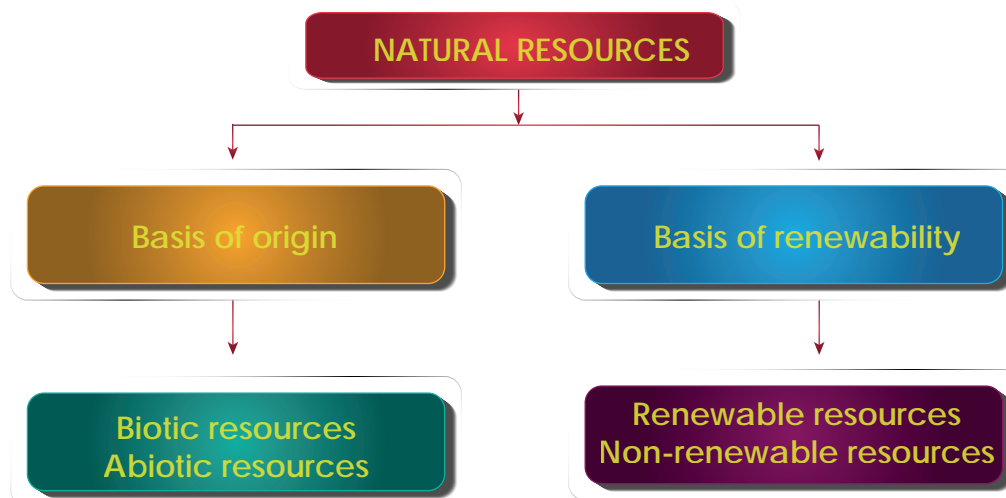 NATURAL RESOURCES
Basis of origin
Basis of renewability
Biotic resources
Abiotic resources
Renewable resources
Non-renewable resources